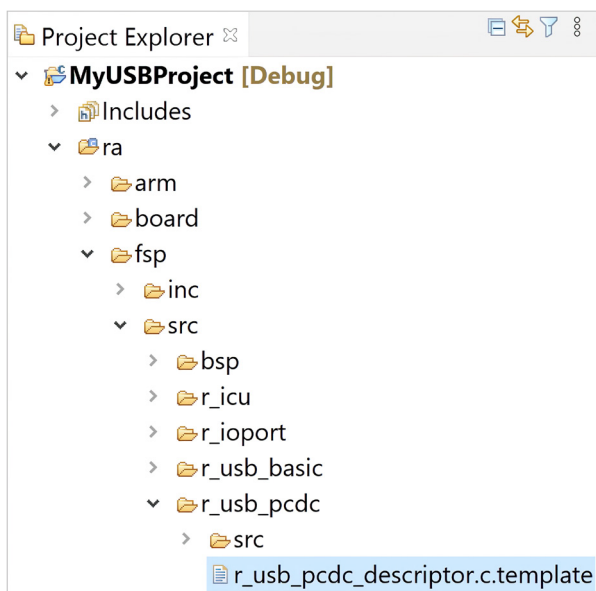 Project Explorer
MyUSBProject [Debug]
Includes
ra
arm
board
fsp
inc
src
bsp
r_icu
r_ioport
r_usb_basic
r_usb_pcdc
src
r_usb_pcdc_descriptor.c.template